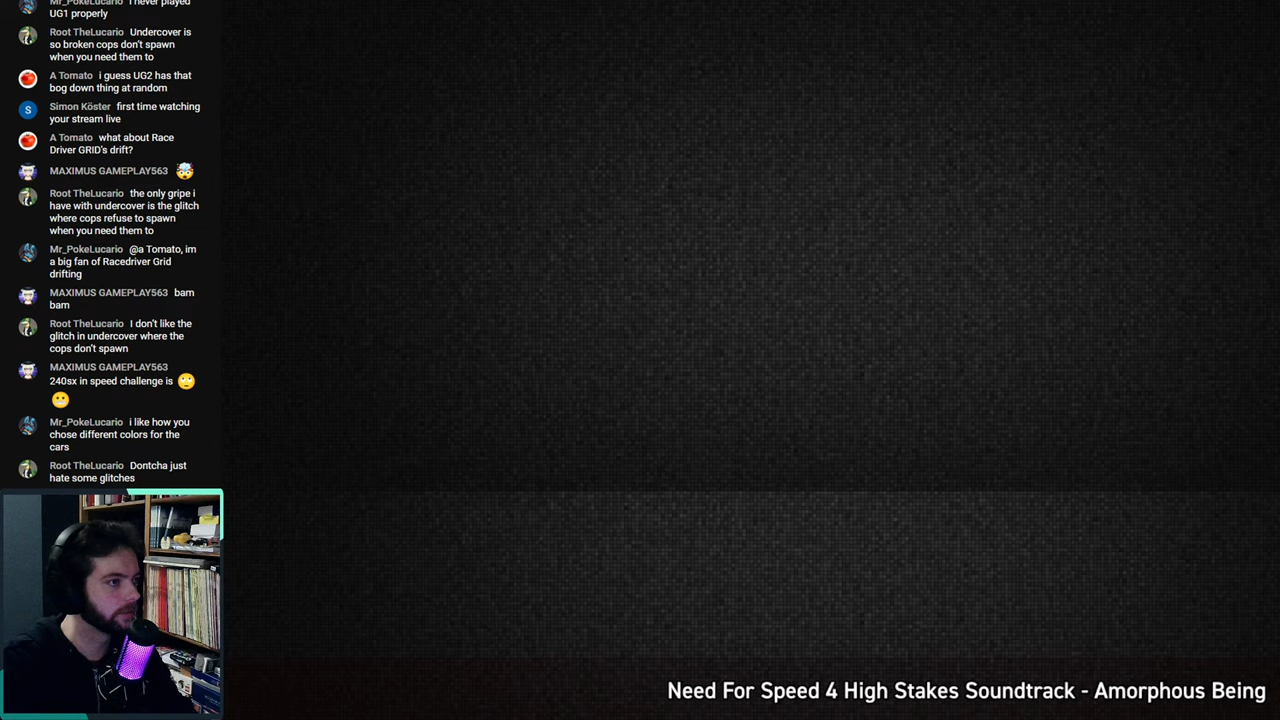 Mr_PokeLucario I never played
UG1 properly
Root TheLucario Undercover is
so broken cops don't spawn
when you need them to
A Tomato i guess UG2 has that
bog down thing at random
Simon Köster first time watching
your stream live
A Tomato what about Race
Driver GRID's drift?
MAXIMUS GAMEPLAY563
Root TheLucario the only gripe i
have with undercover is the glitch
where cops refuse to spawn
when you need them to
Mr_PokeLucario @a Tomato, im
a big fan of Racedriver Grid
drifting
MAXIMUS GAMEPLAY563 bam
bam
Root TheLucario I don't like the
glitch in undercover where the
cops don't spawn
MAXIMUS GAMEPLAY563
240sx in speed challenge is
Mr_PokeLucario i like how you
chose different colors for the
cars
Root TheLucario Dontcha just
hate some glitches
S
Need For Speed 4 High Stakes Soundtrack - Amorphous Being